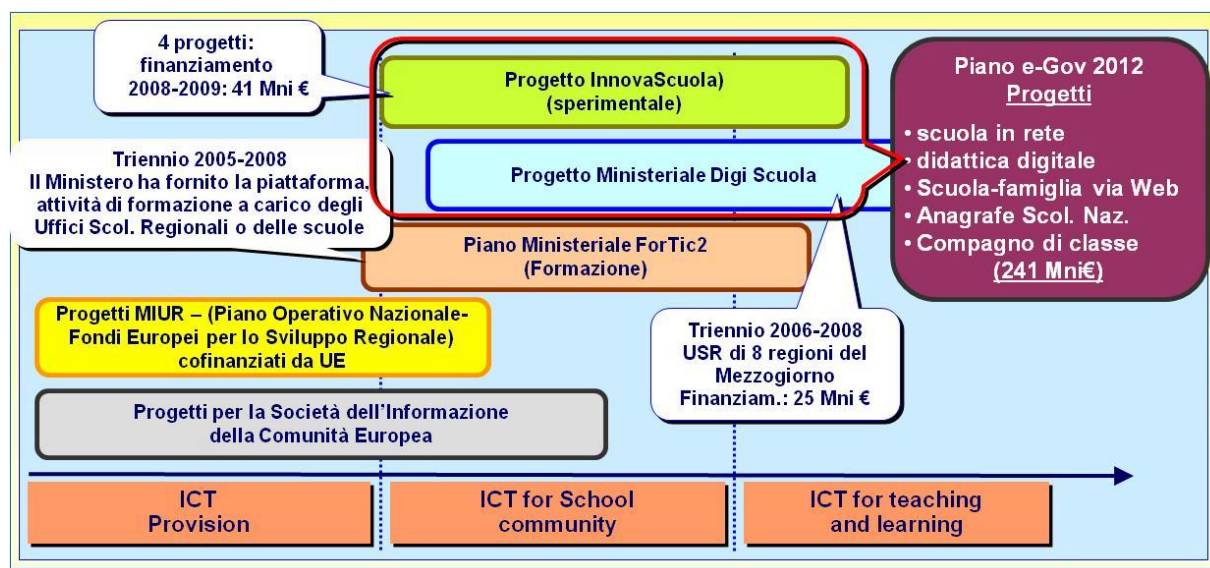 4 progetti:
finanziamento
2008-2009: 41 Mni €
Progetto InnovaScuola)
(sperimentale)
Piano e-Gov 2012
Progetti
• scuola in rete
• didattica digitale
• Scuola-famiglia via Web
• Anagrafe Scol. Naz.
• Compagno di classe
(241 Mni€)
Triennio 2005-2008
Il Ministero ha fornito la piattaforma,
attività di formazione a carico degli
Uffici Scol. Regionali o delle scuole
Progetto Ministeriale Digi Scuola
Piano Ministeriale ForTic2
(Formazione)
Progetti MIUR – (Piano Operativo Nazionale-
Fondi Europei per lo Sviluppo Regionale)
cofinanziati da UE
Triennio 2006-2008
USR di 8 regioni del
Mezzogiorno
Finanziam.: 25 Mni €
Progetti per la Società dell'Informazione
della Comunità Europea
ICT
Provision
ICT for School
community
ICT for teaching
and learning